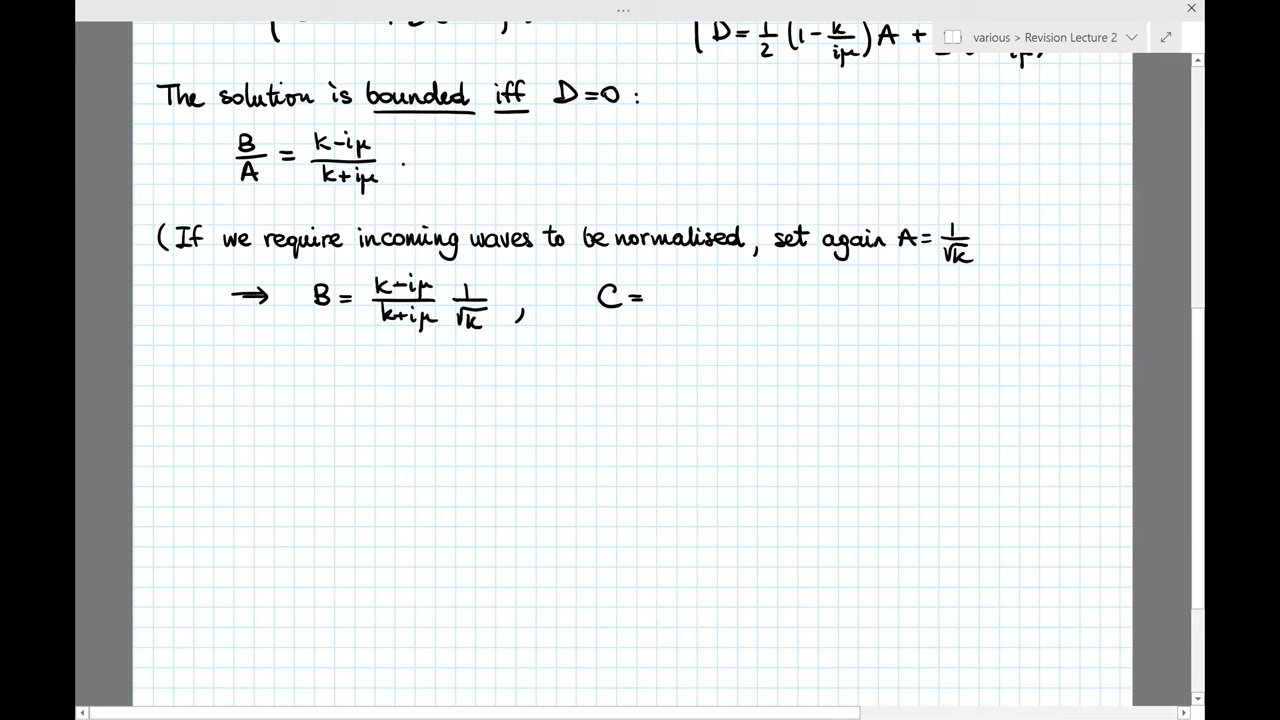 ...
various > Revision Lecture 2
D = 1/2 (1 - k/iμ) A +
The solution is bounded iff D=0 :
B/A = (k-iμ)/(k+iμ) .
(If we require incoming waves to be normalised, set again A = 1/√k
⇒ B = (k-iμ)/(k+iμ) 1/√k , C =